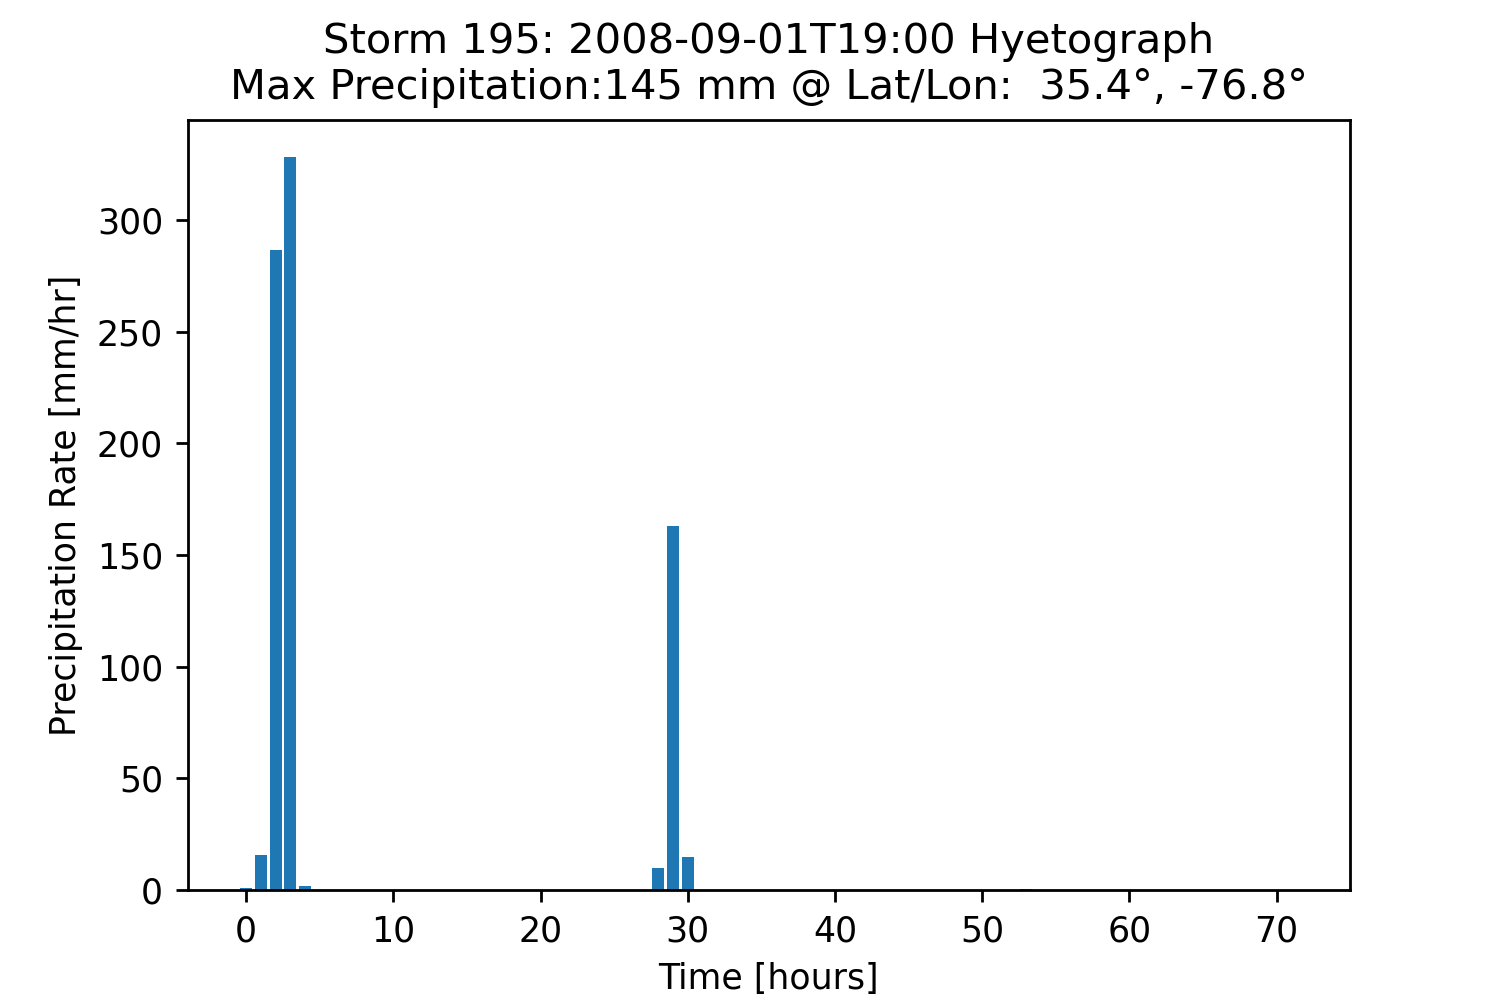 Storm 195: 2008-09-01T19:00 Hyetograph
Max Precipitation:145 mm @ Lat/Lon:  35.4°, -76.8°
Precipitation Rate [mm/hr]
300
250
200
150
100
50
0
0 10 20 30 40 50 60 70
Time [hours]